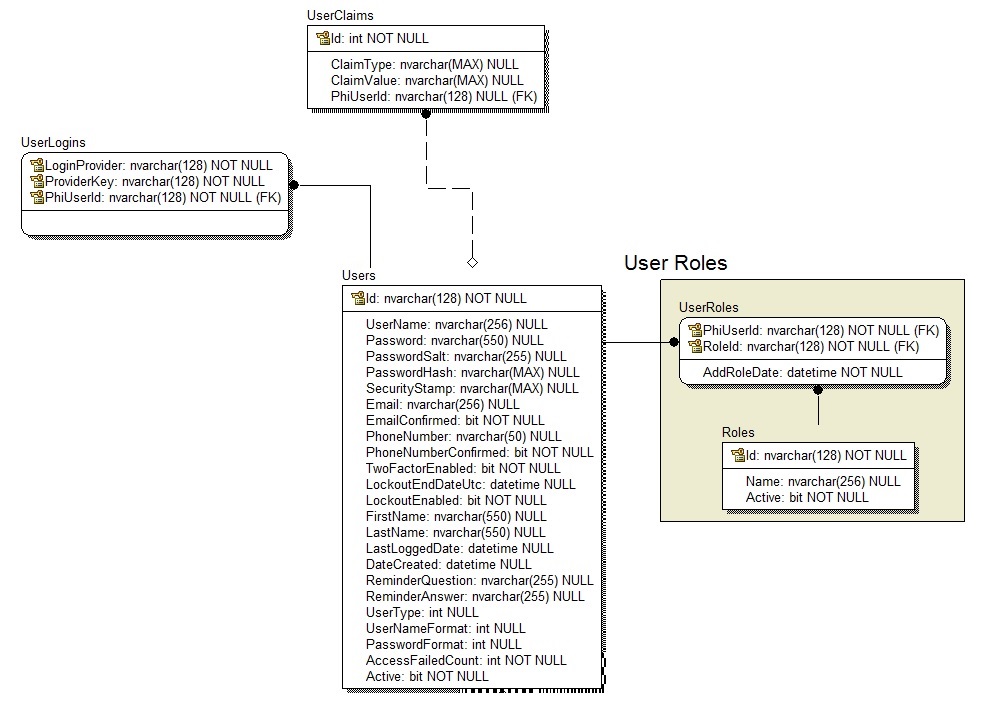 UserClaims
Id: int NOT NULL
ClaimType: nvarchar(MAX) NULL
ClaimValue: nvarchar(MAX) NULL
PhiUserId: nvarchar(128) NULL (FK)
UserLogins
LoginProvider: nvarchar(128) NOT NULL
ProviderKey: nvarchar(128) NOT NULL
PhiUserId: nvarchar(128) NOT NULL (FK)
Users
Id: nvarchar(128) NOT NULL
UserName: nvarchar(256) NULL
Password: nvarchar(550) NULL
PasswordSalt: nvarchar(255) NULL
PasswordHash: nvarchar(MAX) NULL
SecurityStamp: nvarchar(MAX) NULL
Email: nvarchar(256) NULL
EmailConfirmed: bit NOT NULL
PhoneNumber: nvarchar(50) NULL
PhoneNumberConfirmed: bit NOT NULL
TwoFactorEnabled: bit NOT NULL
LockoutEndDateUtc: datetime NULL
LockoutEnabled: bit NOT NULL
FirstName: nvarchar(550) NULL
LastName: nvarchar(550) NULL
LastLoggedDate: datetime NULL
DateCreated: datetime NULL
ReminderQuestion: nvarchar(255) NULL
ReminderAnswer: nvarchar(255) NULL
UserType: int NULL
UserNameFormat: int NULL
PasswordFormat: int NULL
AccessFailedCount: int NOT NULL
Active: bit NOT NULL
User Roles
UserRoles
PhiUserId: nvarchar(128) NOT NULL (FK)
RoleId: nvarchar(128) NOT NULL (FK)
AddRoleDate: datetime NOT NULL
Roles
Id: nvarchar(128) NOT NULL
Name: nvarchar(256) NULL
Active: bit NOT NULL